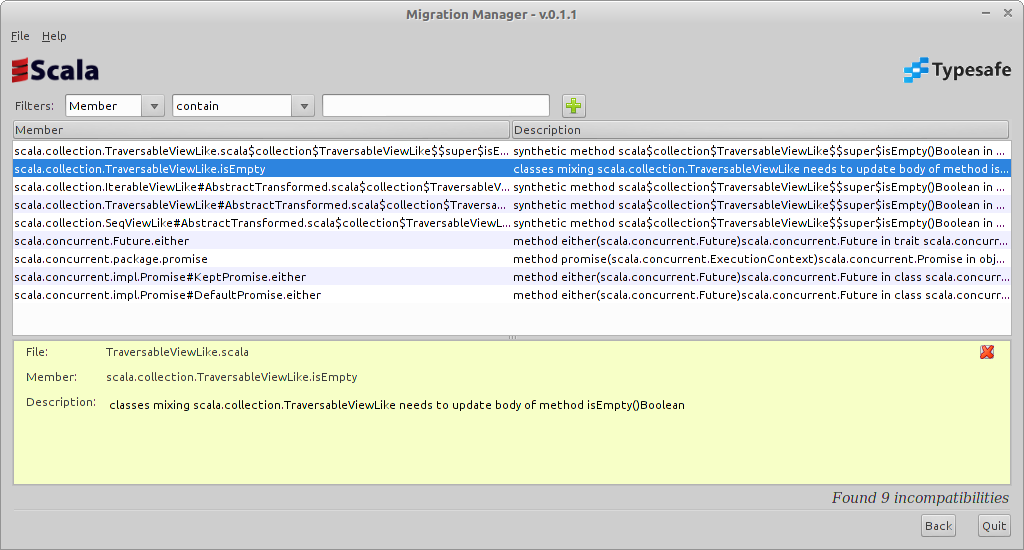 Migration Manager - v.0.1.1
File Help
Scala
Typesafe
Filters: Member contain
Member Description
scala.collection.TraversableViewLike.scala$collection$TraversableViewLike$$super$isE... synthetic method scala$collection$TraversableViewLike$$super$isEmpty()Boolean in ...
scala.collection.TraversableViewLike.isEmpty classes mixing scala.collection.TraversableViewLike needs to update body of method is...
scala.collection.IterableViewLike#AbstractTransformed.scala$collection$TraversableV... synthetic method scala$collection$TraversableViewLike$$super$isEmpty()Boolean in ...
scala.collection.TraversableViewLike#AbstractTransformed.scala$collection$Traversa... synthetic method scala$collection$TraversableViewLike$$super$isEmpty()Boolean in ...
scala.collection.SeqViewLike#AbstractTransformed.scala$collection$TraversableViewL... synthetic method scala$collection$TraversableViewLike$$super$isEmpty()Boolean in ...
scala.concurrent.Future.either method either(scala.concurrent.Future)scala.concurrent.Future in trait scala.concurr...
scala.concurrent.package.promise method promise(scala.concurrent.ExecutionContext)scala.concurrent.Promise in obj...
scala.concurrent.impl.Promise#KeptPromise.either method either(scala.concurrent.Future)scala.concurrent.Future in class scala.concurr...
scala.concurrent.impl.Promise#DefaultPromise.either method either(scala.concurrent.Future)scala.concurrent.Future in class scala.concurr...
File: TraversableViewLike.scala
Member: scala.collection.TraversableViewLike.isEmpty
Description: classes mixing scala.collection.TraversableViewLike needs to update body of method isEmpty()Boolean
Found 9 incompatibilities
Back Quit